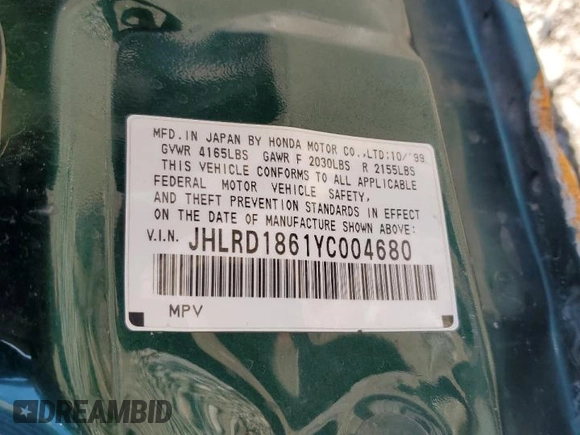 MFD. IN JAPAN BY HONDA MOTOR CO.,LTD:10/'99
GVWR 4165LBS GAWR F 2030LBS R 2155LBS
THIS VEHICLE CONFORMS TO ALL APPLICABLE
FEDERAL MOTOR VEHICLE SAFETY,
AND THEFT PREVENTION STANDARDS IN EFFECT
ON THE DATE OF MANUFACTURE SHOWN ABOVE:
V.I.N. JHLRD1861YC004680
MPV
DREAMBID